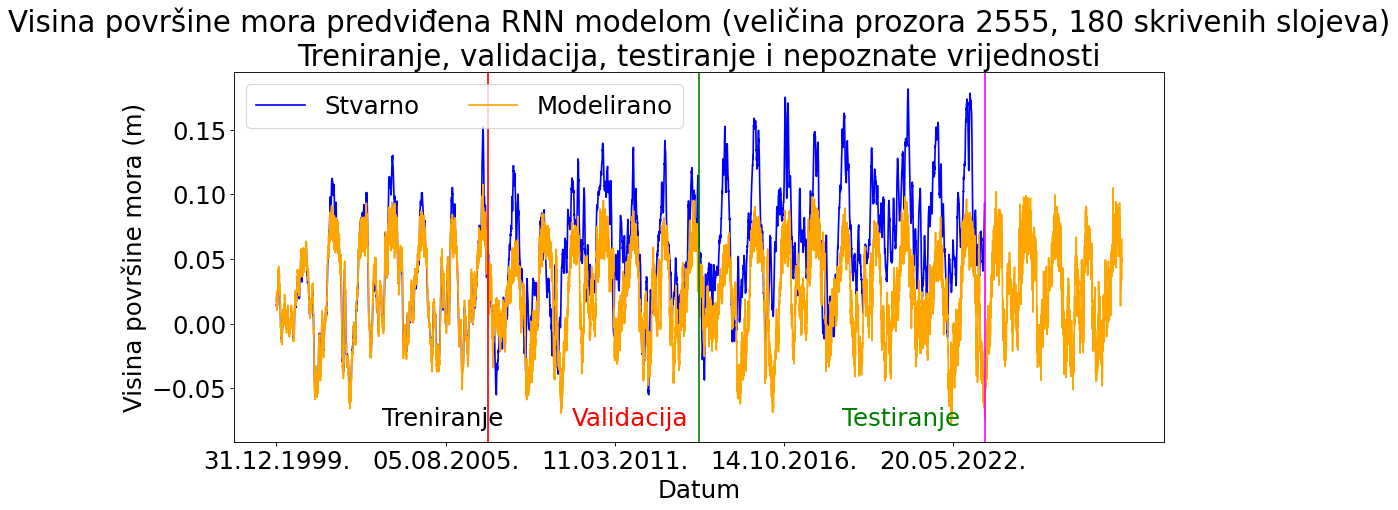 Visina površine mora predviđena RNN modelom (veličina prozora 2555, 180 skrivenih slojeva)
Treniranje, validacija, testiranje i nepoznate vrijednosti
Stvarno
Modelirano
Visina površine mora (m)
0.15
0.10
0.05
0.00
−0.05
Treniranje
Validacija
Testiranje
31.12.1999.
05.08.2005.
11.03.2011.
14.10.2016.
20.05.2022.
Datum